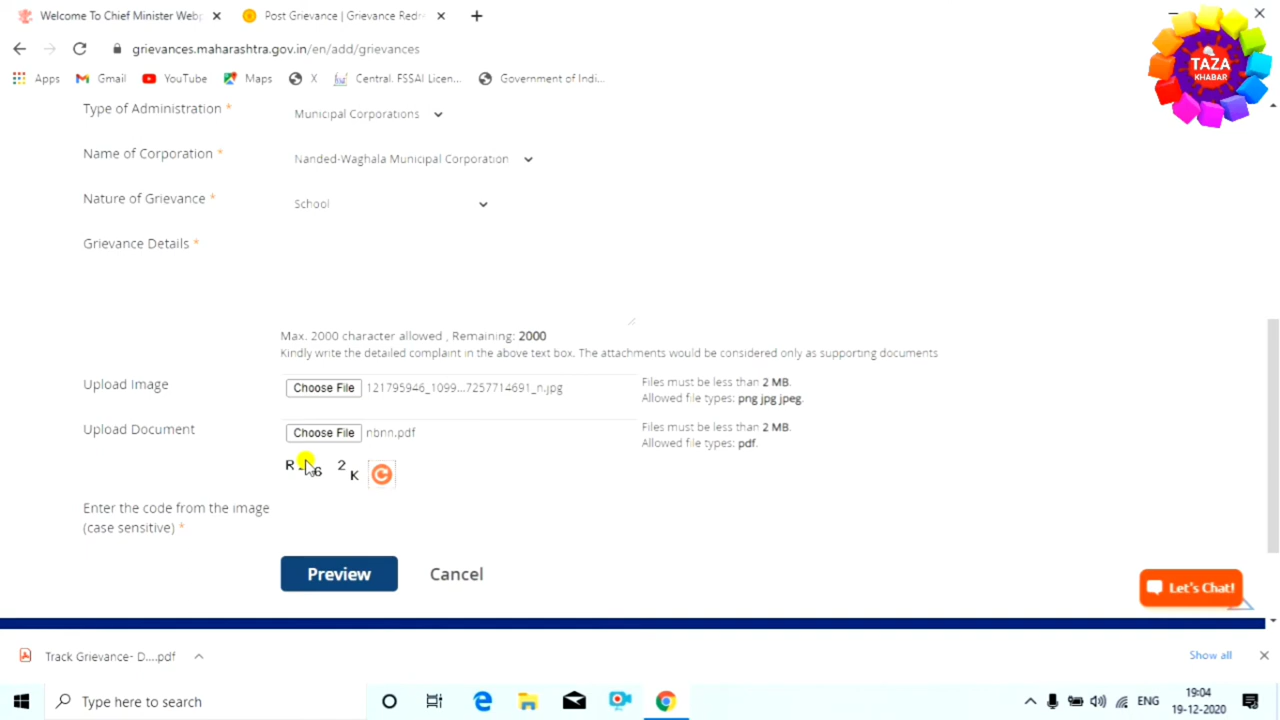 Welcome To Chief Minister Webp
Post Grievance | Grievance Redre
grievances.maharashtra.gov.in/en/add/grievances
Apps Gmail YouTube Maps X Central. FSSAI Licen... Government of Indi...
TAZA
KHABAR
Type of Administration * Municipal Corporations
Name of Corporation * Nanded-Waghala Municipal Corporation
Nature of Grievance * School
Grievance Details *
Max. 2000 character allowed , Remaining: 2000
Kindly write the detailed complaint in the above text box. The attachments would be considered only as supporting documents
Upload Image Choose File 121795946_1099...7257714691_n.jpg Files must be less than 2 MB.
Allowed file types: png jpg jpeg.
Upload Document Choose File nbnn.pdf Files must be less than 2 MB.
Allowed file types: pdf.
R 6 2 K
Enter the code from the image
(case sensitive) *
Preview Cancel
Let's Chat!
Track Grievance- D....pdf Show all
Type here to search ENG 19:04
19-12-2020